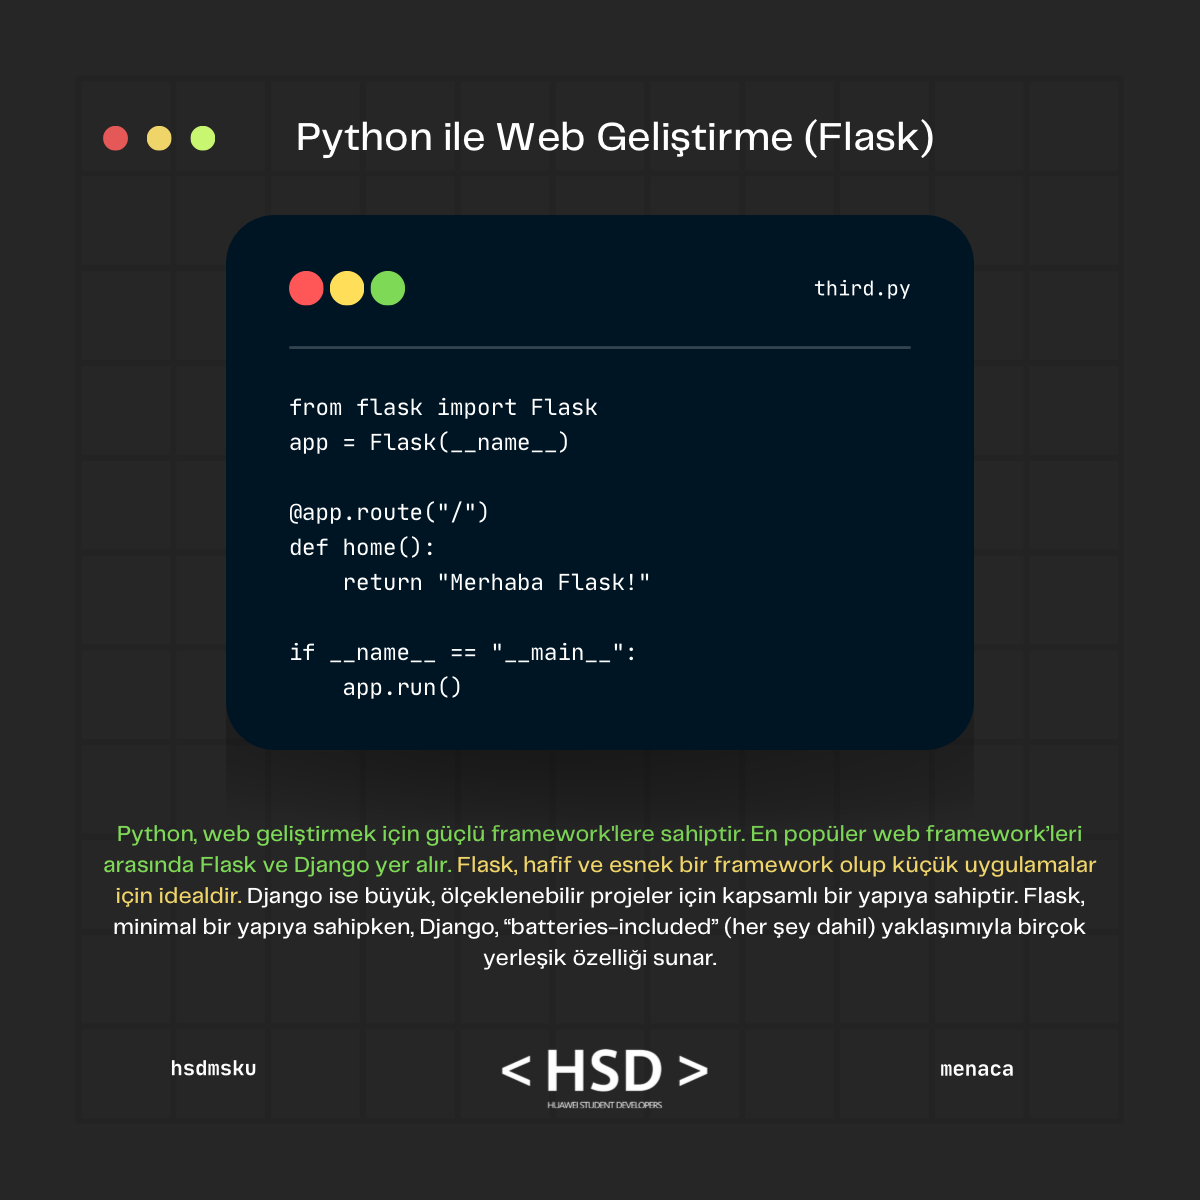 Python ile Web Geliştirme (Flask)
third.py
from flask import Flask
app = Flask(__name__)
@app.route("/")
def home():
    return "Merhaba Flask!"
if __name__ == "__main__":
    app.run()
Python, web geliştirmek için güçlü framework'lere sahiptir. En popüler web framework’leri
arasında Flask ve Django yer alır. Flask, hafif ve esnek bir framework olup küçük uygulamalar
için idealdir. Django ise büyük, ölçeklenebilir projeler için kapsamlı bir yapıya sahiptir. Flask,
minimal bir yapıya sahipken, Django, “batteries-included” (her şey dahil) yaklaşımıyla birçok
yerleşik özelliği sunar.
hsdmsku
< HSD >
HUAWEI STUDENT DEVELOPERS
menaca